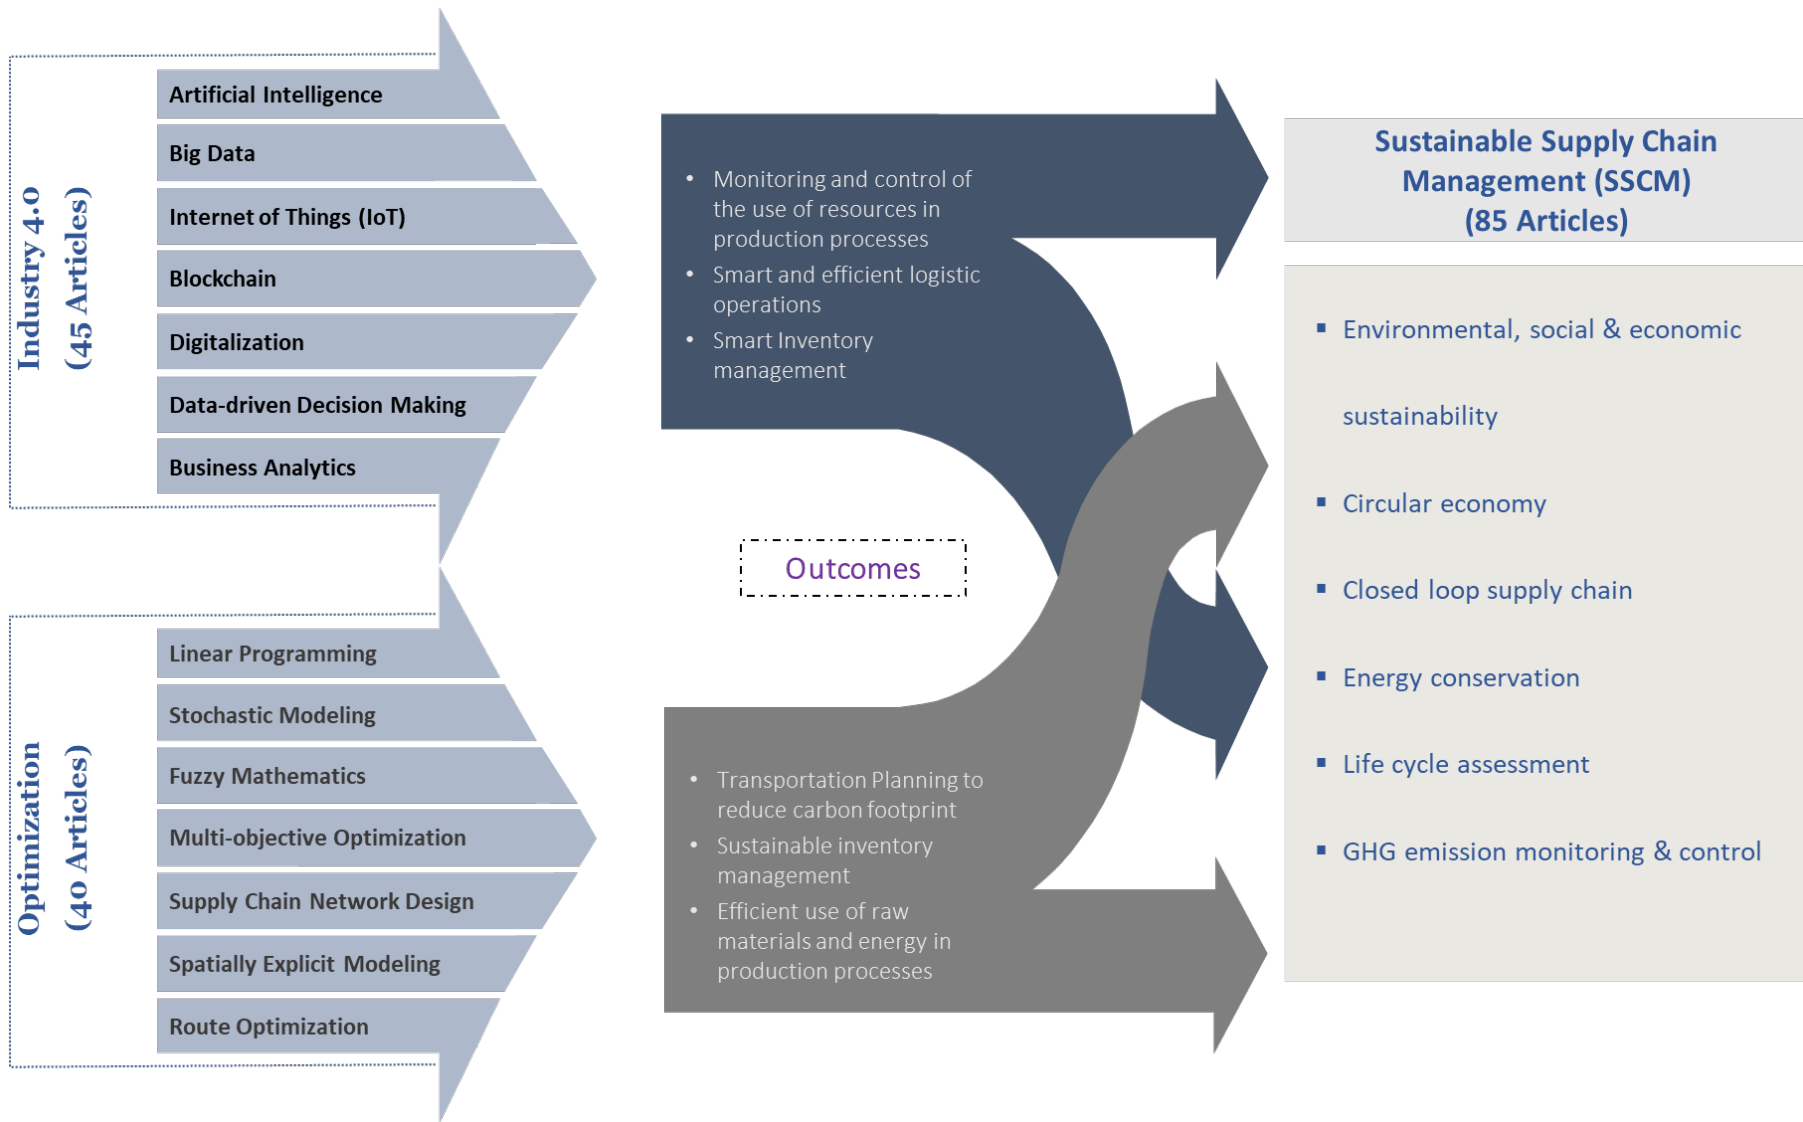 Industry 4.0
(45 Articles)
Artificial Intelligence
Big Data
Internet of Things (IoT)
Blockchain
Digitalization
Data-driven Decision Making
Business Analytics
Optimization
(40 Articles)
Linear Programming
Stochastic Modeling
Fuzzy Mathematics
Multi-objective Optimization
Supply Chain Network Design
Spatially Explicit Modeling
Route Optimization
• Monitoring and control of
the use of resources in
production processes
• Smart and efficient logistic
operations
• Smart Inventory
management
Outcomes
• Transportation Planning to
reduce carbon footprint
• Sustainable inventory
management
• Efficient use of raw
materials and energy in
production processes
Sustainable Supply Chain
Management (SSCM)
(85 Articles)
▪ Environmental, social & economic
sustainability
▪ Circular economy
▪ Closed loop supply chain
▪ Energy conservation
▪ Life cycle assessment
▪ GHG emission monitoring & control